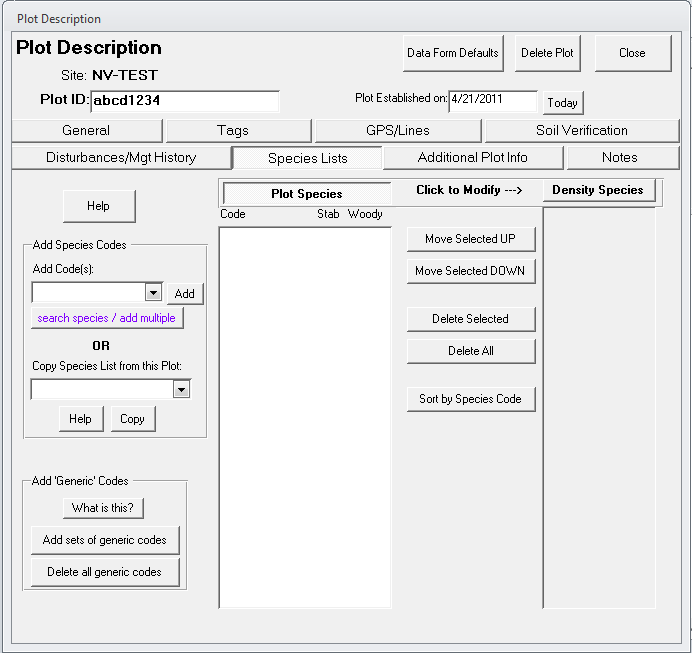 Plot Description
Plot Description
Site: NV-TEST
Data Form Defaults
Delete Plot
Close
Plot ID: abcd1234
Plot Established on: 4/21/2011
Today
General
Tags
GPS/Lines
Soil Verification
Disturbances/Mgt History
Species Lists
Additional Plot Info
Notes
Help
Plot Species
Click to Modify --->
Density Species
Code Stab Woody
Add Species Codes
Add Code(s):
Add
search species / add multiple
OR
Copy Species List from this Plot:
Help
Copy
Move Selected UP
Move Selected DOWN
Delete Selected
Delete All
Sort by Species Code
Add 'Generic' Codes
What is this?
Add sets of generic codes
Delete all generic codes